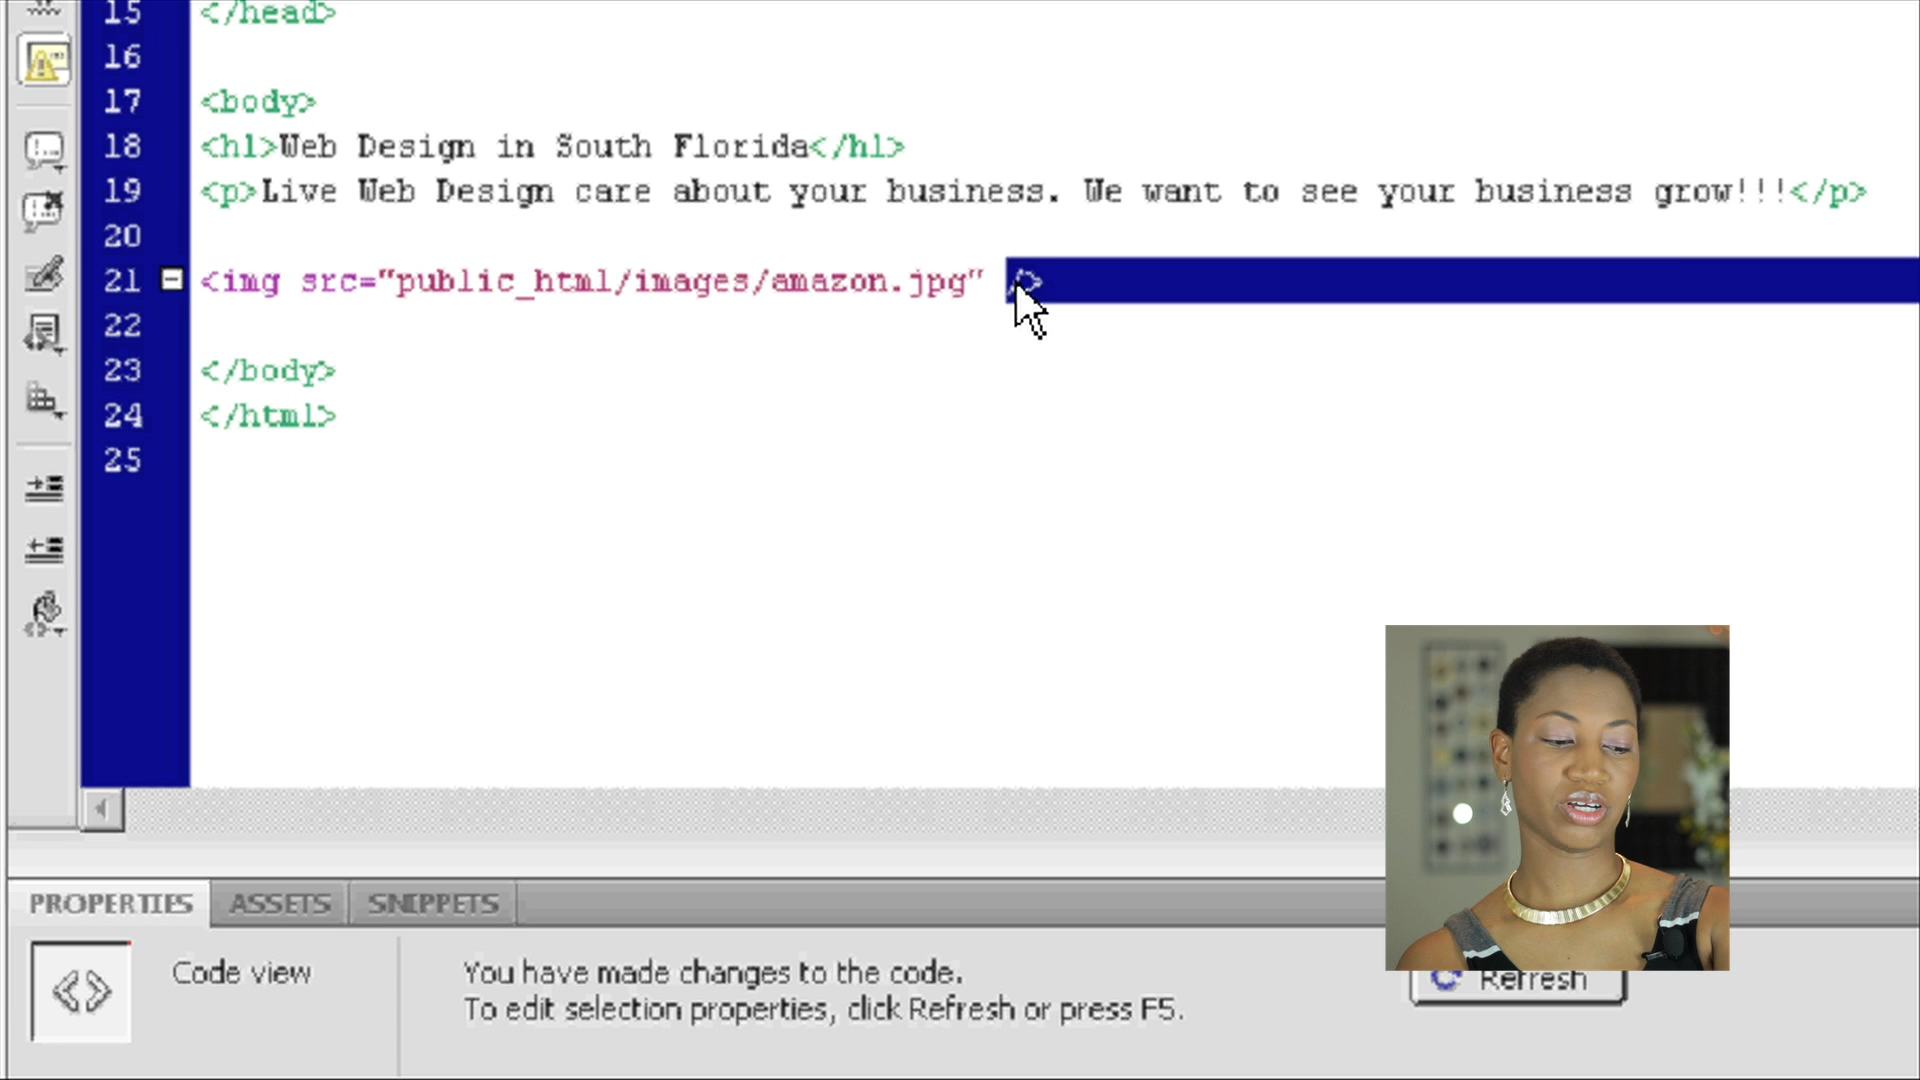 15 </head>
16
17 <body>
18 <h1>Web Design in South Florida</h1>
19 <p>Live Web Design care about your business. We want to see your business grow!!!</p>
20
21 <img src="public_html/images/amazon.jpg" />
22
23 </body>
24 </html>
25
PROPERTIES ASSETS SNIPPETS
Code view
You have made changes to the code.
To edit selection properties, click Refresh or press F5.
Refresh